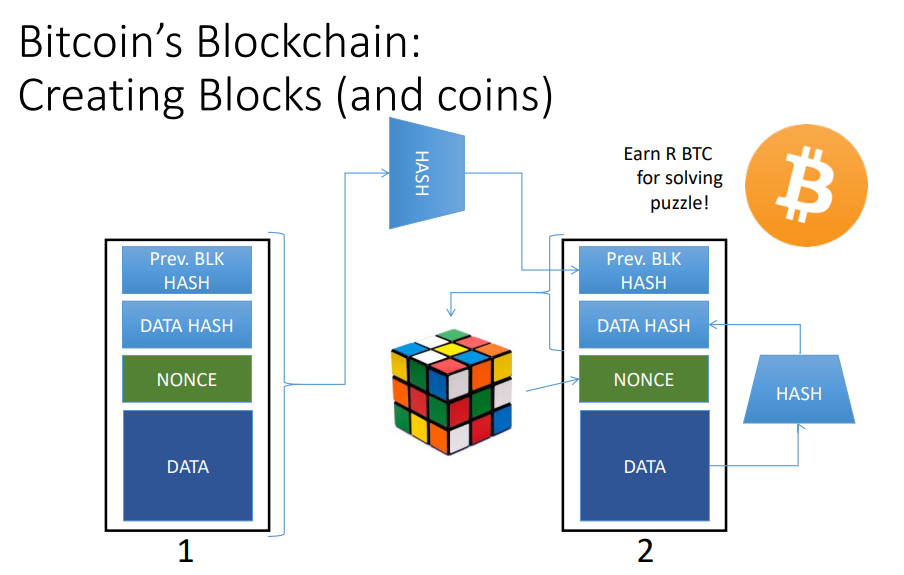 Bitcoin's Blockchain:
Creating Blocks (and coins)
HASH
Earn R BTC
for solving
puzzle!
Prev. BLK
HASH
DATA HASH
NONCE
DATA
1
Prev. BLK
HASH
DATA HASH
NONCE
DATA
2
HASH